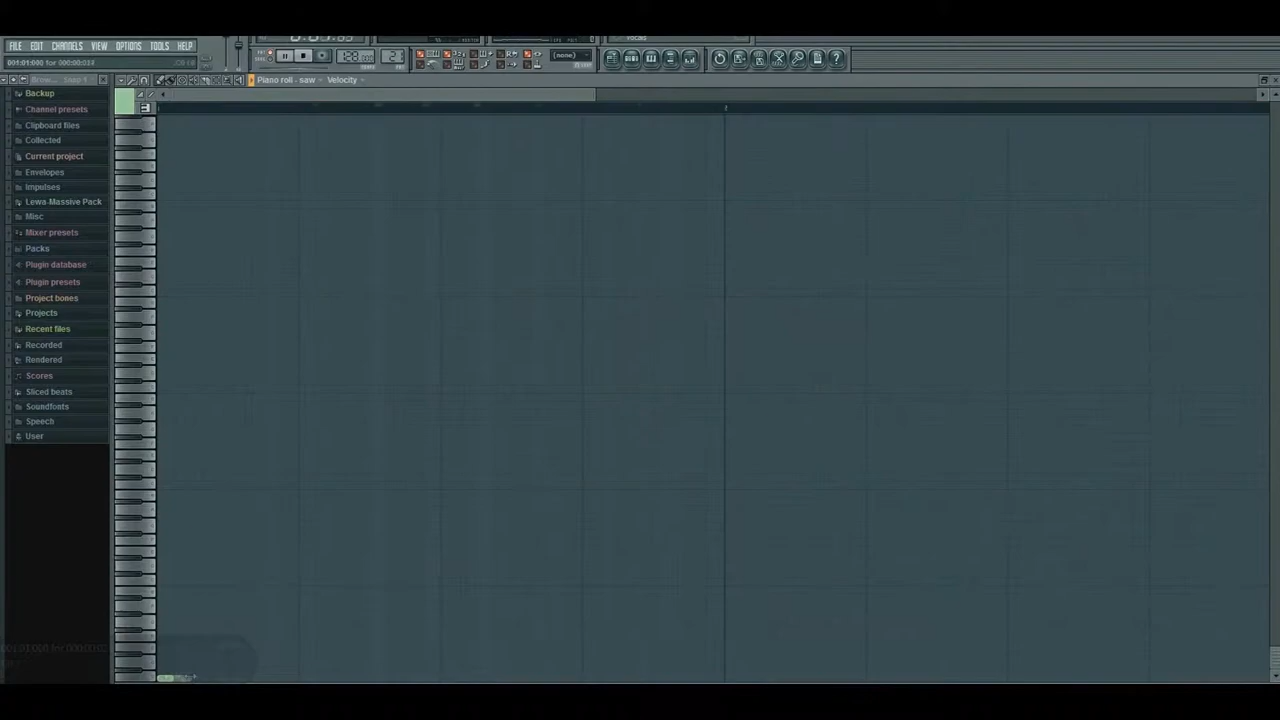 FILE EDIT CHANNELS VIEW OPTIONS TOOLS HELP
(none)
Piano roll - saw Velocity
Backup
Channel presets
Clipboard files
Collected
Current project
Envelopes
Impulses
Lewa-Massive Pack
Misc
Mixer presets
Packs
Plugin database
Plugin presets
Project bones
Projects
Recent files
Recorded
Rendered
Scores
Sliced beats
Soundfonts
Speech
User